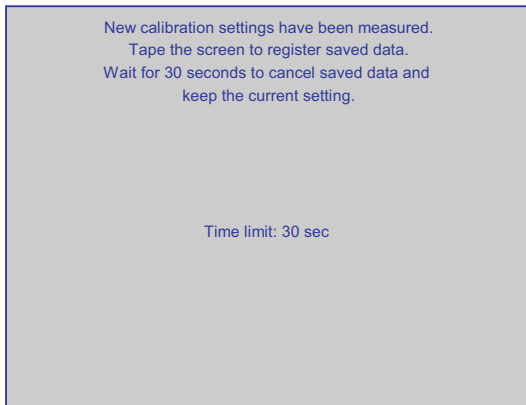 New calibration settings have been measured.
Tape the screen to register saved data.
Wait for 30 seconds to cancel saved data and
keep the current setting.
Time limit: 30 sec